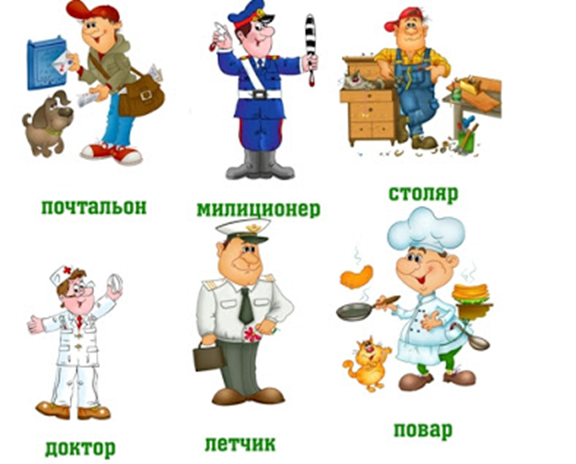 почтальон
милиционер
столяр
доктор
летчик
повар